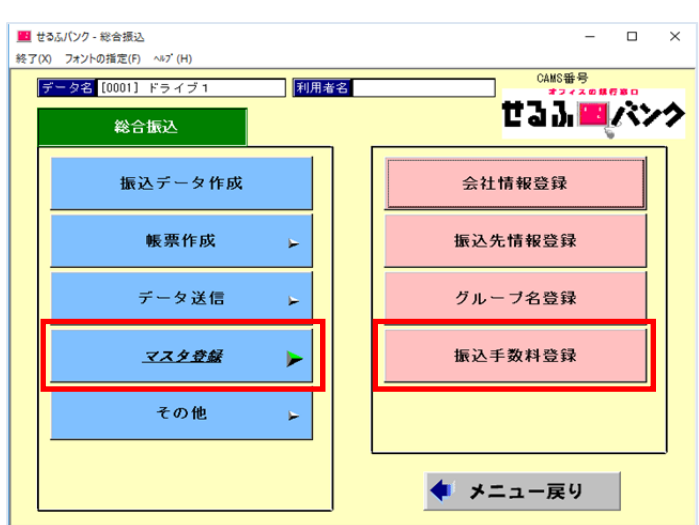 せるふバンク - 総合振込
終了(X) フォントの指定(F) ヘルプ(H)
データ名 [0001] ドライブ1 利用者名
CAMS番号
オフィスの銀行窓口
せるふバンク
総合振込
振込データ作成
帳票作成
データ送信
マスタ登録
その他
会社情報登録
振込先情報登録
グループ名登録
振込手数料登録
メニュー戻り